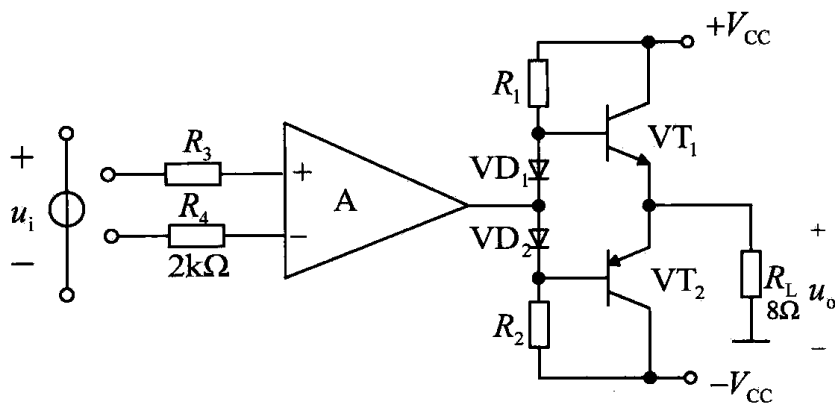 +V_CC
R_1
VT_1
R_3
+
+
VD_1
A
u_i
R_4
−
−
2kΩ
VD_2
VT_2
+
R_L
8Ω
u_o
−
R_2
−V_CC